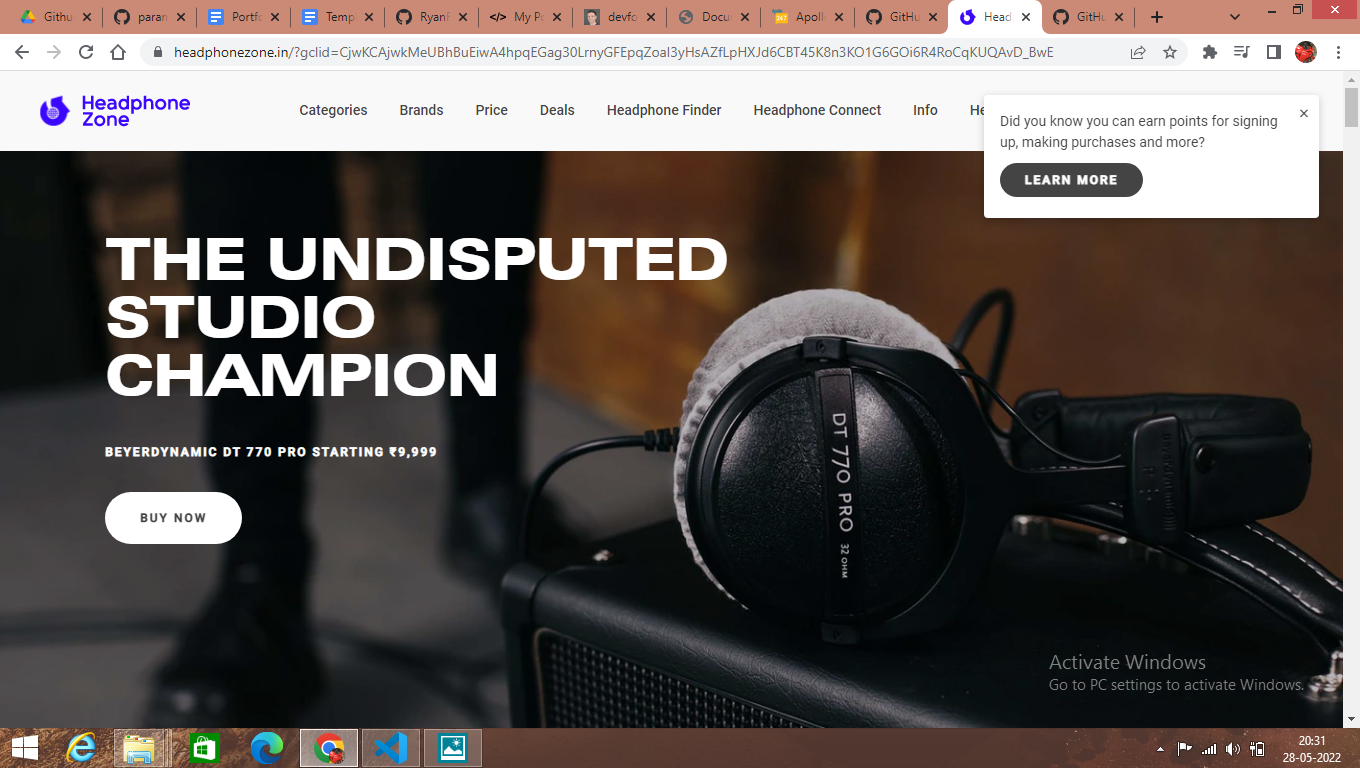 Githu
paran
Portfo
Temp
RyanF
My Po
devfo
Docu
Apoll
GitHu
Head
GitHu
headphonezone.in/?gclid=CjwKCAjwkMeUBhBuEiwA4hpqEGag30LrnyGFEpqZoal3yHsAZfLpHXJd6CBT45K8n3KO1G6GOi6R4RoCqKUQAvD_BwE
Headphone
Zone
Categories
Brands
Price
Deals
Headphone Finder
Headphone Connect
Info
He
Did you know you can earn points for signing
up, making purchases and more?
LEARN MORE
THE UNDISPUTED
STUDIO
CHAMPION
BEYERDYNAMIC DT 770 PRO STARTING ₹9,999
BUY NOW
DT 770 PRO 32 OHM
Activate Windows
Go to PC settings to activate Windows.
20:31
28-05-2022